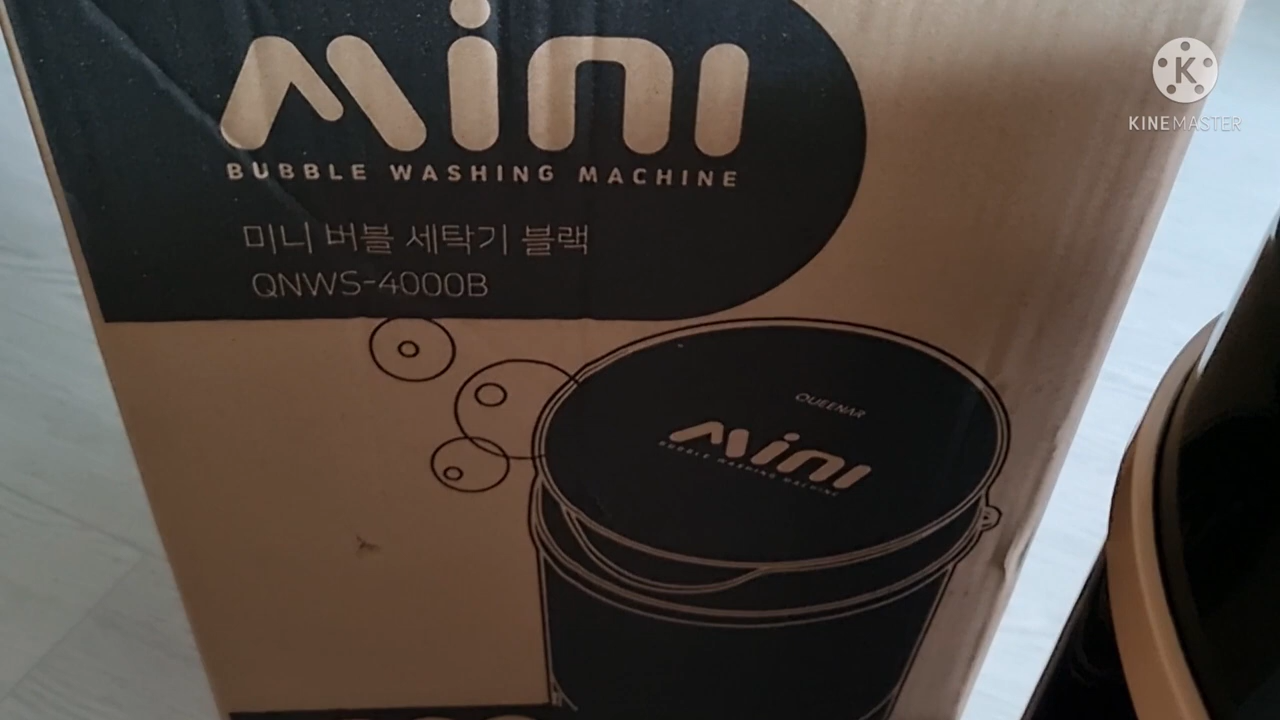 mini
BUBBLE WASHING MACHINE
미니 버블 세탁기 블랙
QNWS-4000B
QUEENAR
mini
BUBBLE WASHING MACHINE
K
KINEMASTER